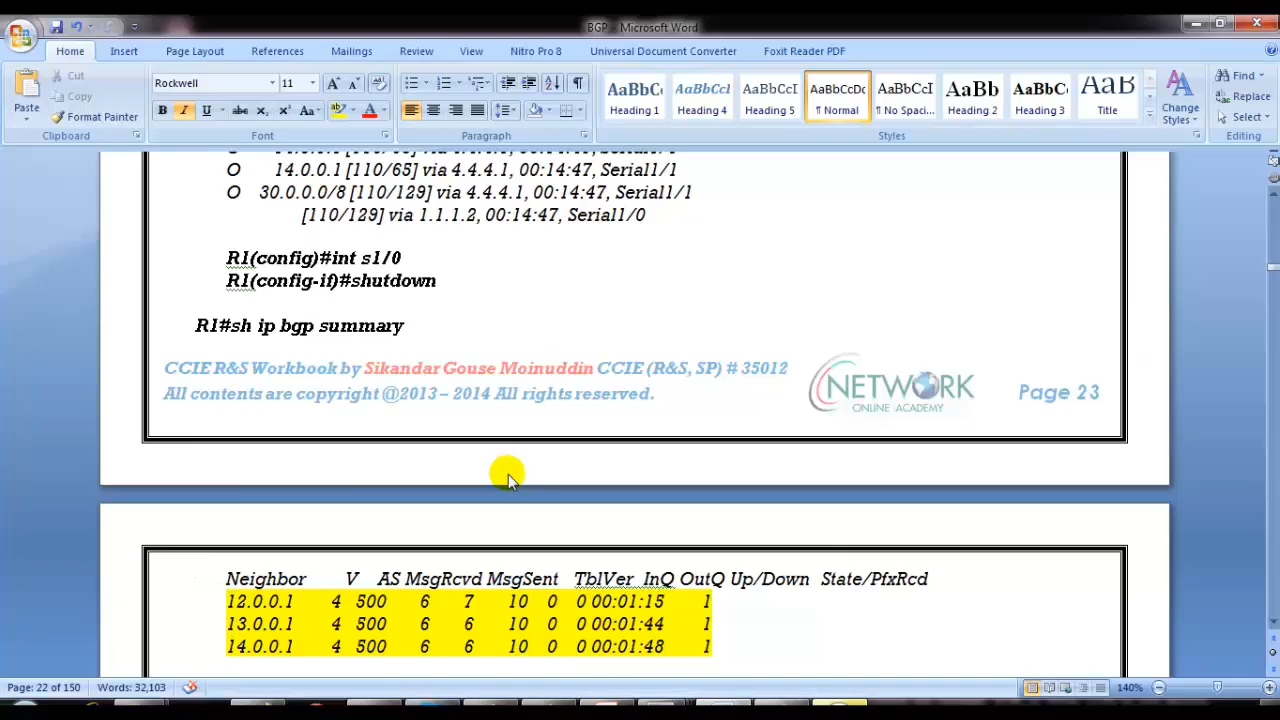 BGP - Microsoft Word
Home Insert Page Layout References Mailings Review View Nitro Pro 8 Universal Document Converter Foxit Reader PDF
Paste
Cut
Copy
Format Painter
Clipboard
Rockwell 11
Font
Paragraph
AaBbCc AaBbCcI AaBbCcI AaBbCcDc AaBbCcI AaBb AaBbC AaB
Heading 1 Heading 4 Heading 5 ¶ Normal ¶ No Spaci... Heading 2 Heading 3 Title
Change Styles
Styles
Find
Replace
Select
Editing
O 14.0.0.1 [110/65] via 4.4.4.1, 00:14:47, Serial1/1
O 30.0.0.0/8 [110/129] via 4.4.4.1, 00:14:47, Serial1/1
[110/129] via 1.1.1.2, 00:14:47, Serial1/0
R1(config)#int s1/0
R1(config-if)#shutdown
R1#sh ip bgp summary
CCIE R&S Workbook by Sikandar Gouse Moinuddin CCIE (R&S, SP) # 35012
All contents are copyright @2013 – 2014 All rights reserved.
NETWORK
ONLINE ACADEMY
Page 23
Neighbor V AS MsgRcvd MsgSent TblVer InQ OutQ Up/Down State/PfxRcd
12.0.0.1 4 500 6 7 10 0 0 00:01:15 1
13.0.0.1 4 500 6 6 10 0 0 00:01:44 1
14.0.0.1 4 500 6 6 10 0 0 00:01:48 1
Page: 22 of 150 Words: 32,103 140%